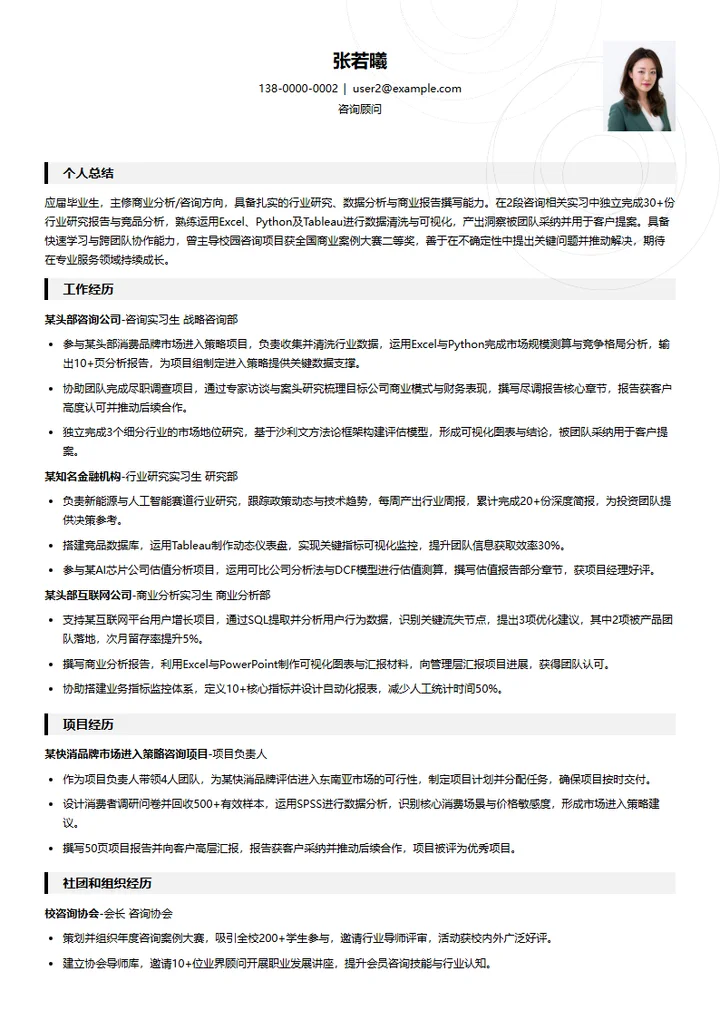 张若曦
138-0000-0002 | user2@example.com
咨询顾问
个人总结
应届毕业生，主修商业分析/咨询方向，具备扎实的行业研究、数据分析与商业报告撰写能力。在2段咨询相关实习中独立完成30+份
行业研究报告与竞品分析，熟练运用Excel、Python及Tableau进行数据清洗与可视化，产出洞察被团队采纳并用于客户提案。具备
快速学习与跨团队协作能力，曾主导校园咨询项目获全国商业案例大赛二等奖，善于在不确定性中提出关键问题并推动解决，期待
在专业服务领域持续成长。
工作经历
某头部咨询公司-咨询实习生 战略咨询部
• 参与某头部消费品牌市场进入策略项目，负责收集并清洗行业数据，运用Excel与Python完成市场规模测算与竞争格局分析，输
出10+页分析报告，为项目组制定进入策略提供关键数据支撑。
• 协助团队完成尽职调查项目，通过专家访谈与案头研究梳理目标公司商业模式与财务表现，撰写尽调报告核心章节，报告获客户
高度认可并推动后续合作。
• 独立完成3个细分行业的市场地位研究，基于沙利文方法论框架构建评估模型，形成可视化图表与结论，被团队采纳用于客户提
案。
某知名金融机构-行业研究实习生 研究部
• 负责新能源与人工智能赛道行业研究，跟踪政策动态与技术趋势，每周产出行业周报，累计完成20+份深度简报，为投资团队提
供决策参考。
• 搭建竞品数据库，运用Tableau制作动态仪表盘，实现关键指标可视化监控，提升团队信息获取效率30%。
• 参与某AI芯片公司估值分析项目，运用可比公司分析法与DCF模型进行估值测算，撰写估值报告部分章节，获项目经理好评。
某头部互联网公司-商业分析实习生 商业分析部
• 支持某互联网平台用户增长项目，通过SQL提取并分析用户行为数据，识别关键流失节点，提出3项优化建议，其中2项被产品团
队落地，次月留存率提升5%。
• 撰写商业分析报告，利用Excel与PowerPoint制作可视化图表与汇报材料，向管理层汇报项目进展，获得团队认可。
• 协助搭建业务指标监控体系，定义10+核心指标并设计自动化报表，减少人工统计时间50%。
项目经历
某快消品牌市场进入策略咨询项目-项目负责人
• 作为项目负责人带领4人团队，为某快消品牌评估进入东南亚市场的可行性，制定项目计划并分配任务，确保项目按时交付。
• 设计消费者调研问卷并回收500+有效样本，运用SPSS进行数据分析，识别核心消费场景与价格敏感度，形成市场进入策略建
议。
• 撰写50页项目报告并向客户高层汇报，报告获客户采纳并推动后续合作，项目被评为优秀项目。
社团和组织经历
校咨询协会-会长 咨询协会
• 策划并组织年度咨询案例大赛，吸引全校200+学生参与，邀请行业导师评审，活动获校内外广泛好评。
• 建立协会导师库，邀请10+位业界顾问开展职业发展讲座，提升会员咨询技能与行业认知。